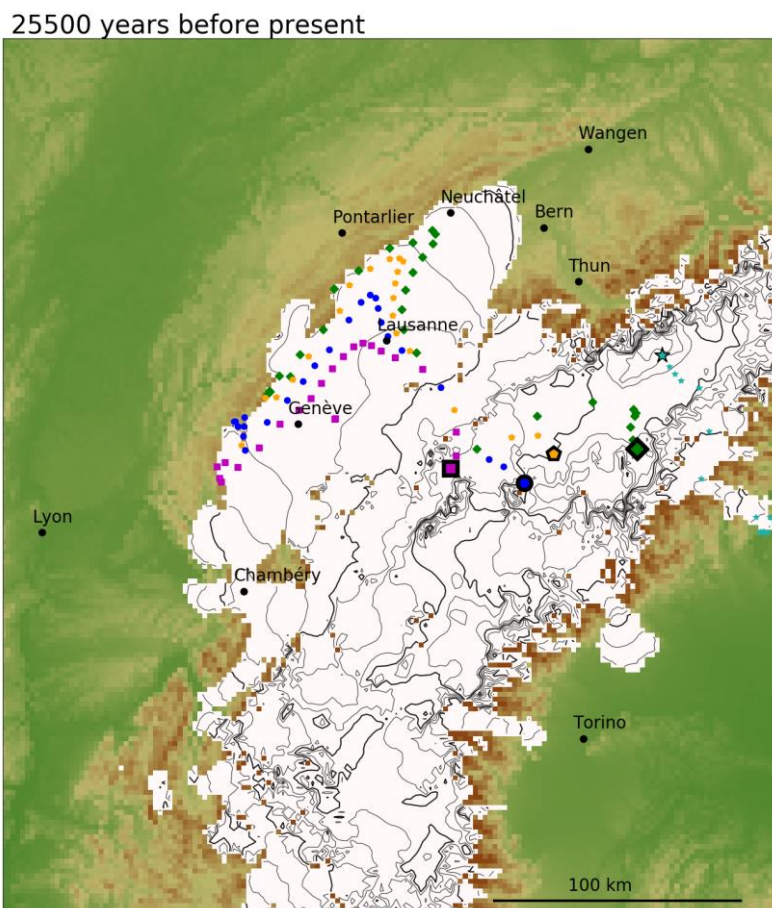 25500 years before present
Wangen
Neuchâtel
Pontarlier
Bern
Thun
Lausanne
Genève
Lyon
Chambéry
Torino
100 km